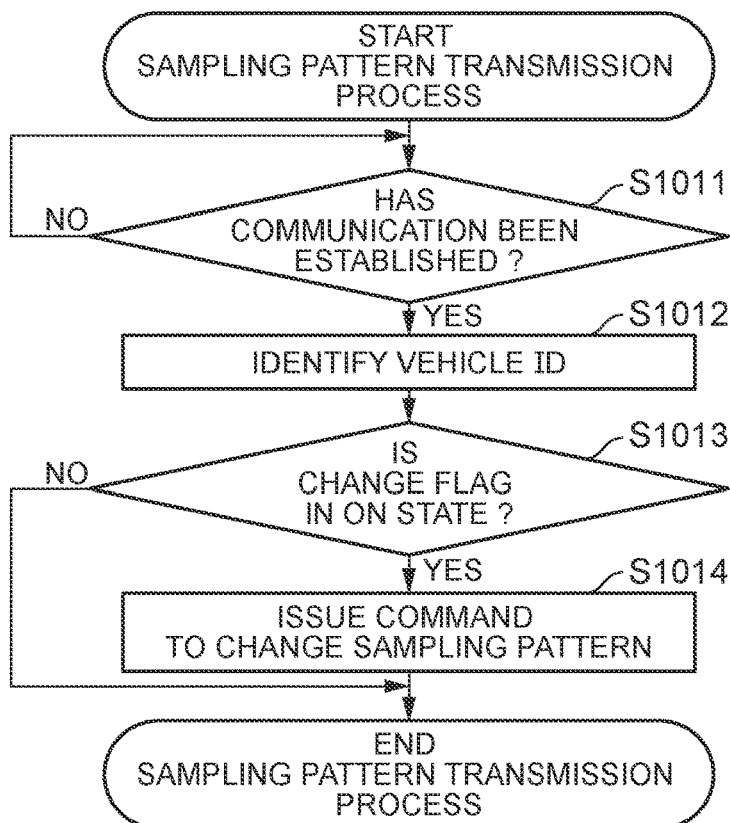 START
SAMPLING PATTERN TRANSMISSION
PROCESS
S1011
HAS
COMMUNICATION BEEN
ESTABLISHED ?
NO
YES
S1012
IDENTIFY VEHICLE ID
S1013
IS
CHANGE FLAG
IN ON STATE ?
NO
YES
S1014
ISSUE COMMAND
TO CHANGE SAMPLING PATTERN
END
SAMPLING PATTERN TRANSMISSION
PROCESS